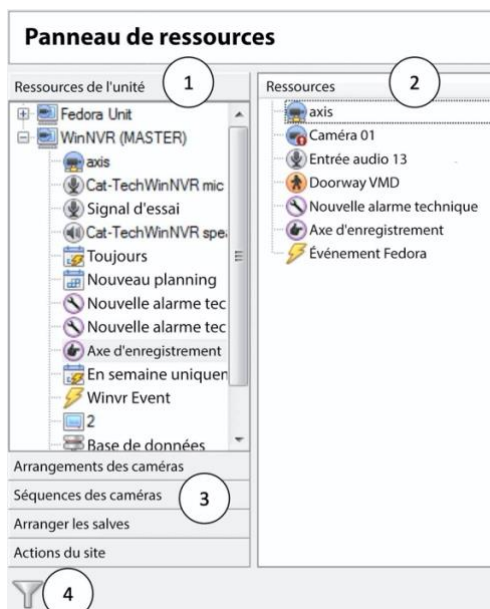 Panneau de ressources
Ressources de l'unité
1
Fedora Unit
WinNVR (MASTER)
axis
Cat-TechWinNVR mic
Signal d'essai
Cat-TechWinNVR spe
Toujours
Nouveau planning
Nouvelle alarme tec
Nouvelle alarme tec
Axe d'enregistrement
En semaine uniquen
Winvr Event
2
Base de données
Arrangements des caméras
Séquences des caméras
3
Arranger les salves
Actions du site
4
Ressources
2
axis
Caméra 01
Entrée audio 13
Doorway VMD
Nouvelle alarme technique
Axe d'enregistrement
Événement Fedora